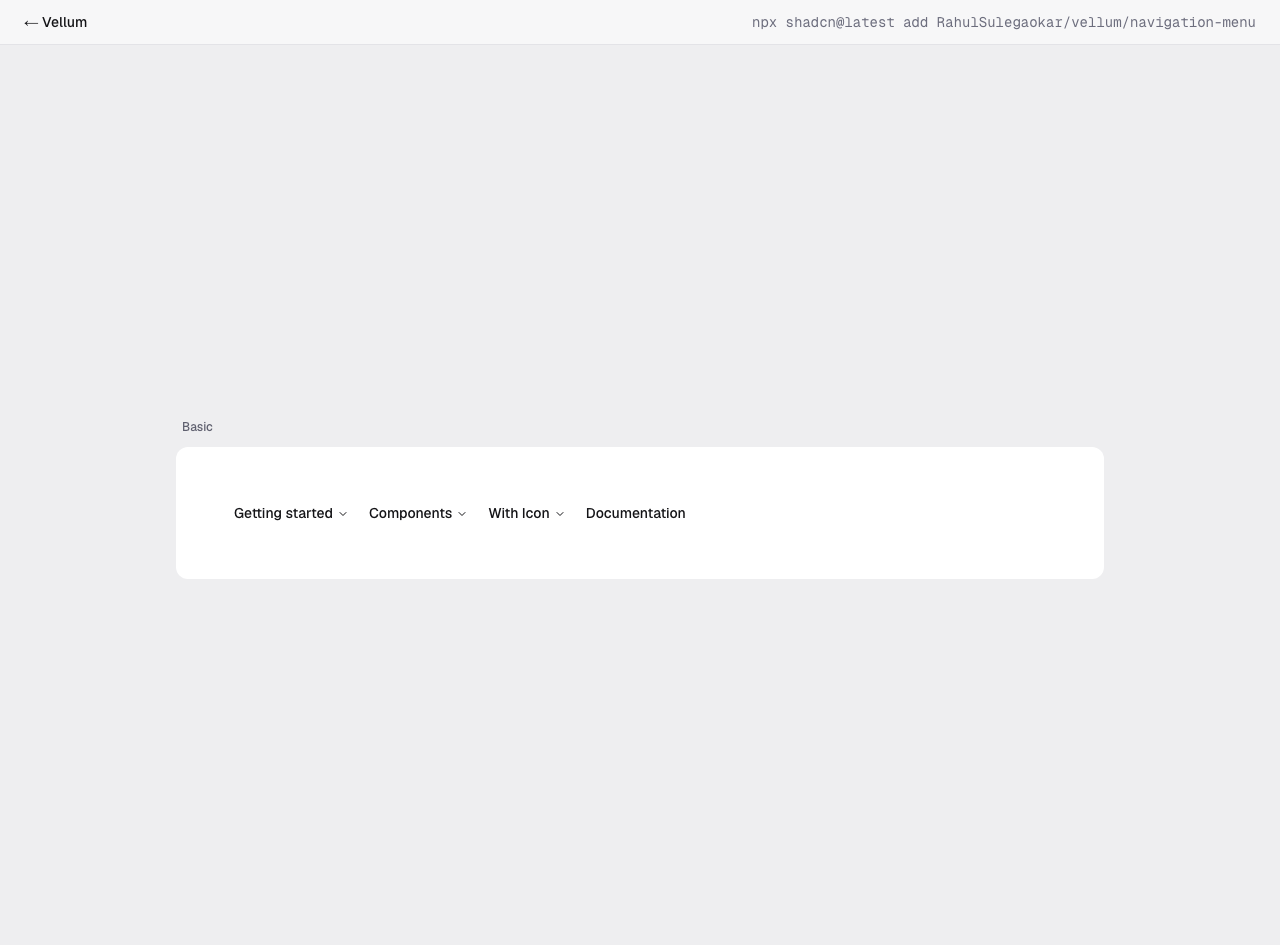 ← Vellum
npx shadcn@latest add RahulSulegaokar/vellum/navigation-menu
Basic
Getting started Components With Icon Documentation